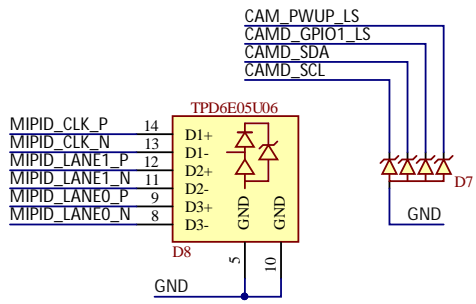 CAM_PWUP_LS
CAMD_GPIO1_LS
CAMD_SDA
CAMD_SCL
TPD6E05U06
MIPID_CLK_P 14 D1+
MIPID_CLK_N 13 D1-
MIPID_LANE1_P 12 D2+
MIPID_LANE1_N 11 D2-
MIPID_LANE0_P 9 D3+
MIPID_LANE0_N 8 D3-
GND GND
D7
GND
D8
5 10
GND